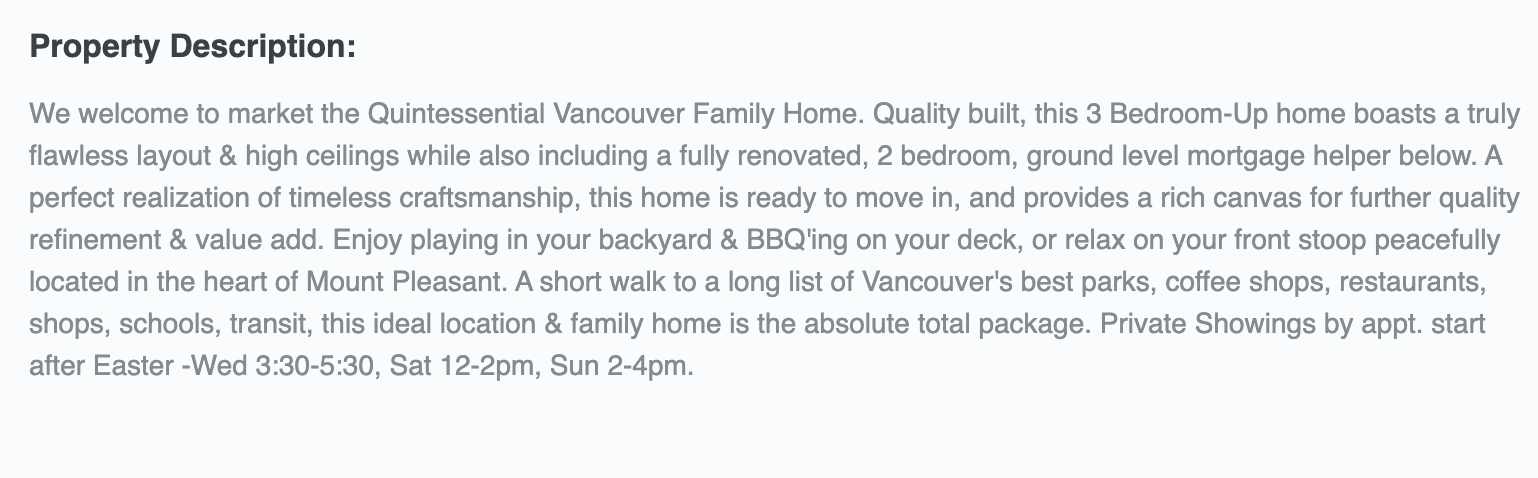 Property Description:
We welcome to market the Quintessential Vancouver Family Home. Quality built, this 3 Bedroom-Up home boasts a truly
flawless layout & high ceilings while also including a fully renovated, 2 bedroom, ground level mortgage helper below. A
perfect realization of timeless craftsmanship, this home is ready to move in, and provides a rich canvas for further quality
refinement & value add. Enjoy playing in your backyard & BBQ'ing on your deck, or relax on your front stoop peacefully
located in the heart of Mount Pleasant. A short walk to a long list of Vancouver's best parks, coffee shops, restaurants,
shops, schools, transit, this ideal location & family home is the absolute total package. Private Showings by appt. start
after Easter -Wed 3:30-5:30, Sat 12-2pm, Sun 2-4pm.